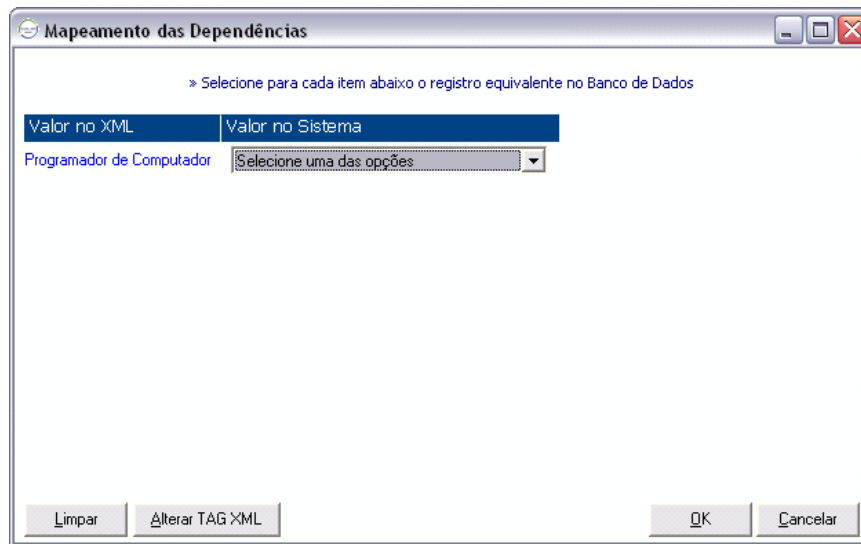 Mapeamento das Dependências
» Selecione para cada item abaixo o registro equivalente no Banco de Dados
Valor no XML Valor no Sistema
Programador de Computador Selecione uma das opções
Limpar Alterar TAG XML OK Cancelar